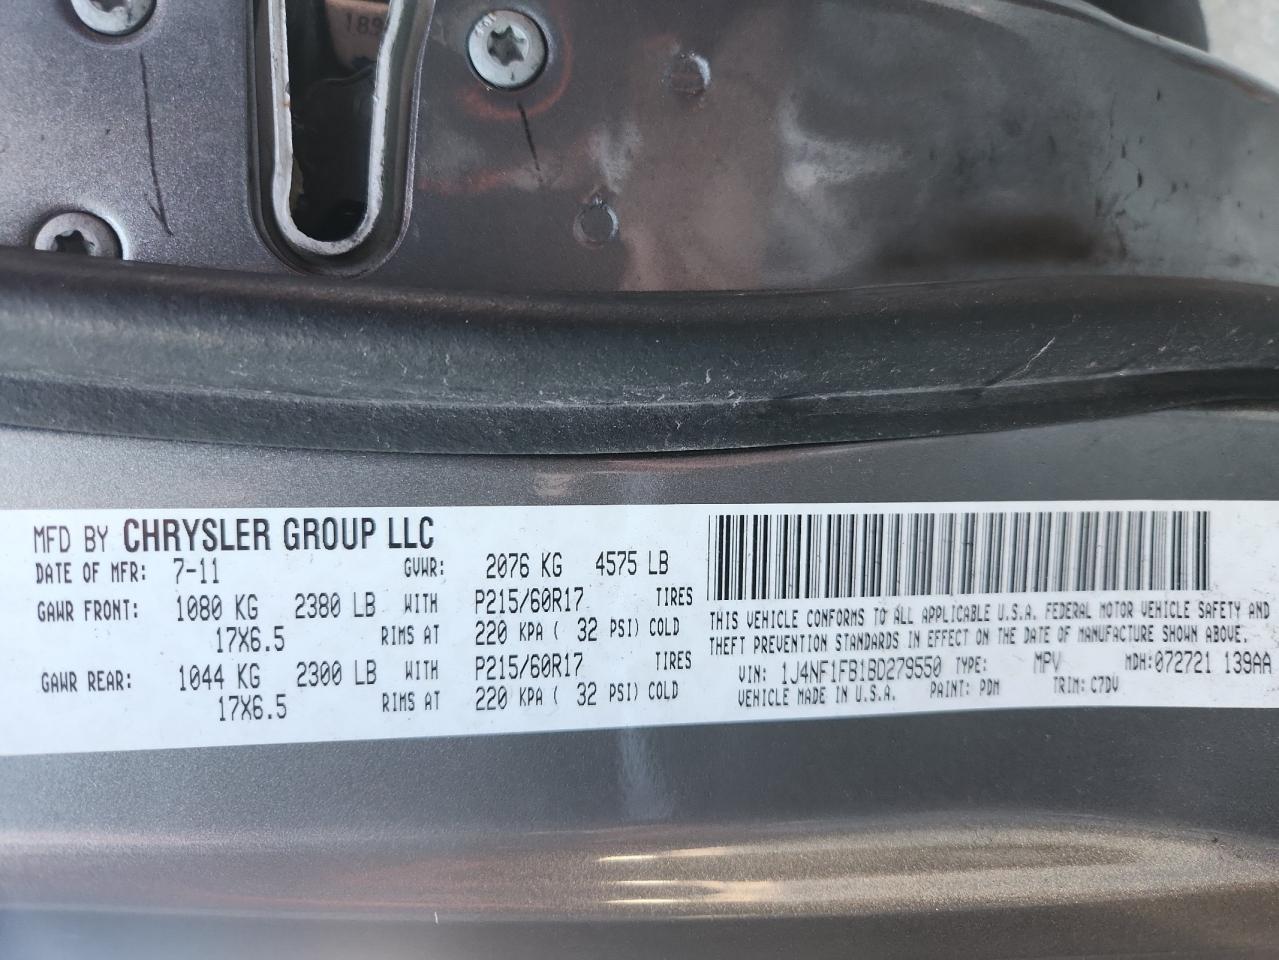 189
MFD BY CHRYSLER GROUP LLC
DATE OF MFR: 7-11 GVWR: 2076 KG 4575 LB
GAWR FRONT: 1080 KG 2380 LB WITH P215/60R17 TIRES
17X6.5 RIMS AT 220 KPA ( 32 PSI) COLD
GAWR REAR: 1044 KG 2300 LB WITH P215/60R17 TIRES
17X6.5 RIMS AT 220 KPA ( 32 PSI) COLD
THIS VEHICLE CONFORMS TO ALL APPLICABLE U.S.A. FEDERAL MOTOR VEHICLE SAFETY AND
THEFT PREVENTION STANDARDS IN EFFECT ON THE DATE OF MANUFACTURE SHOWN ABOVE.
VIN: 1J4NF1FB1BD279550 TYPE: MPV MDH:072721 139AA
VEHICLE MADE IN U.S.A. PAINT: PDM TRIM: C7DV